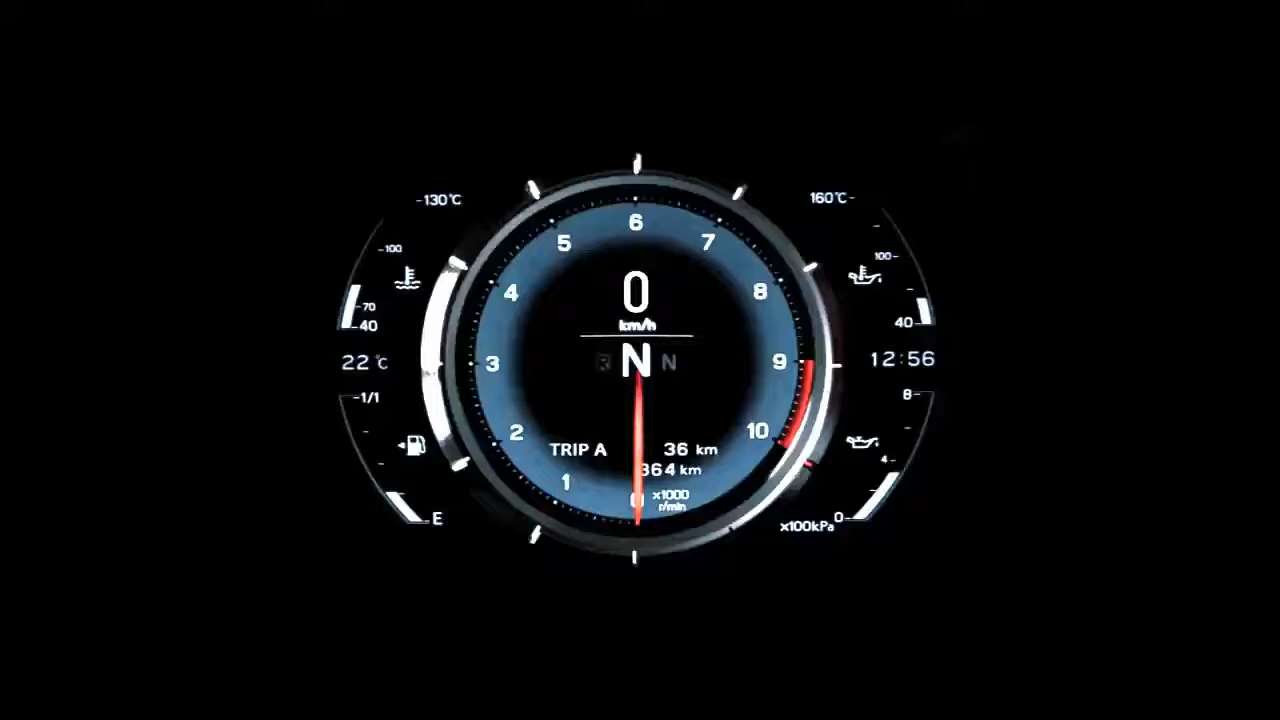 -130℃
100
70
40
22℃
1/1
E
0
km/h
R N N
6
5 7
4 8
3 9
2 10
1
0
TRIP A 36 km
364 km
x1000
r/min
160℃-
100
40
12:56
8
4
0
x100kPa